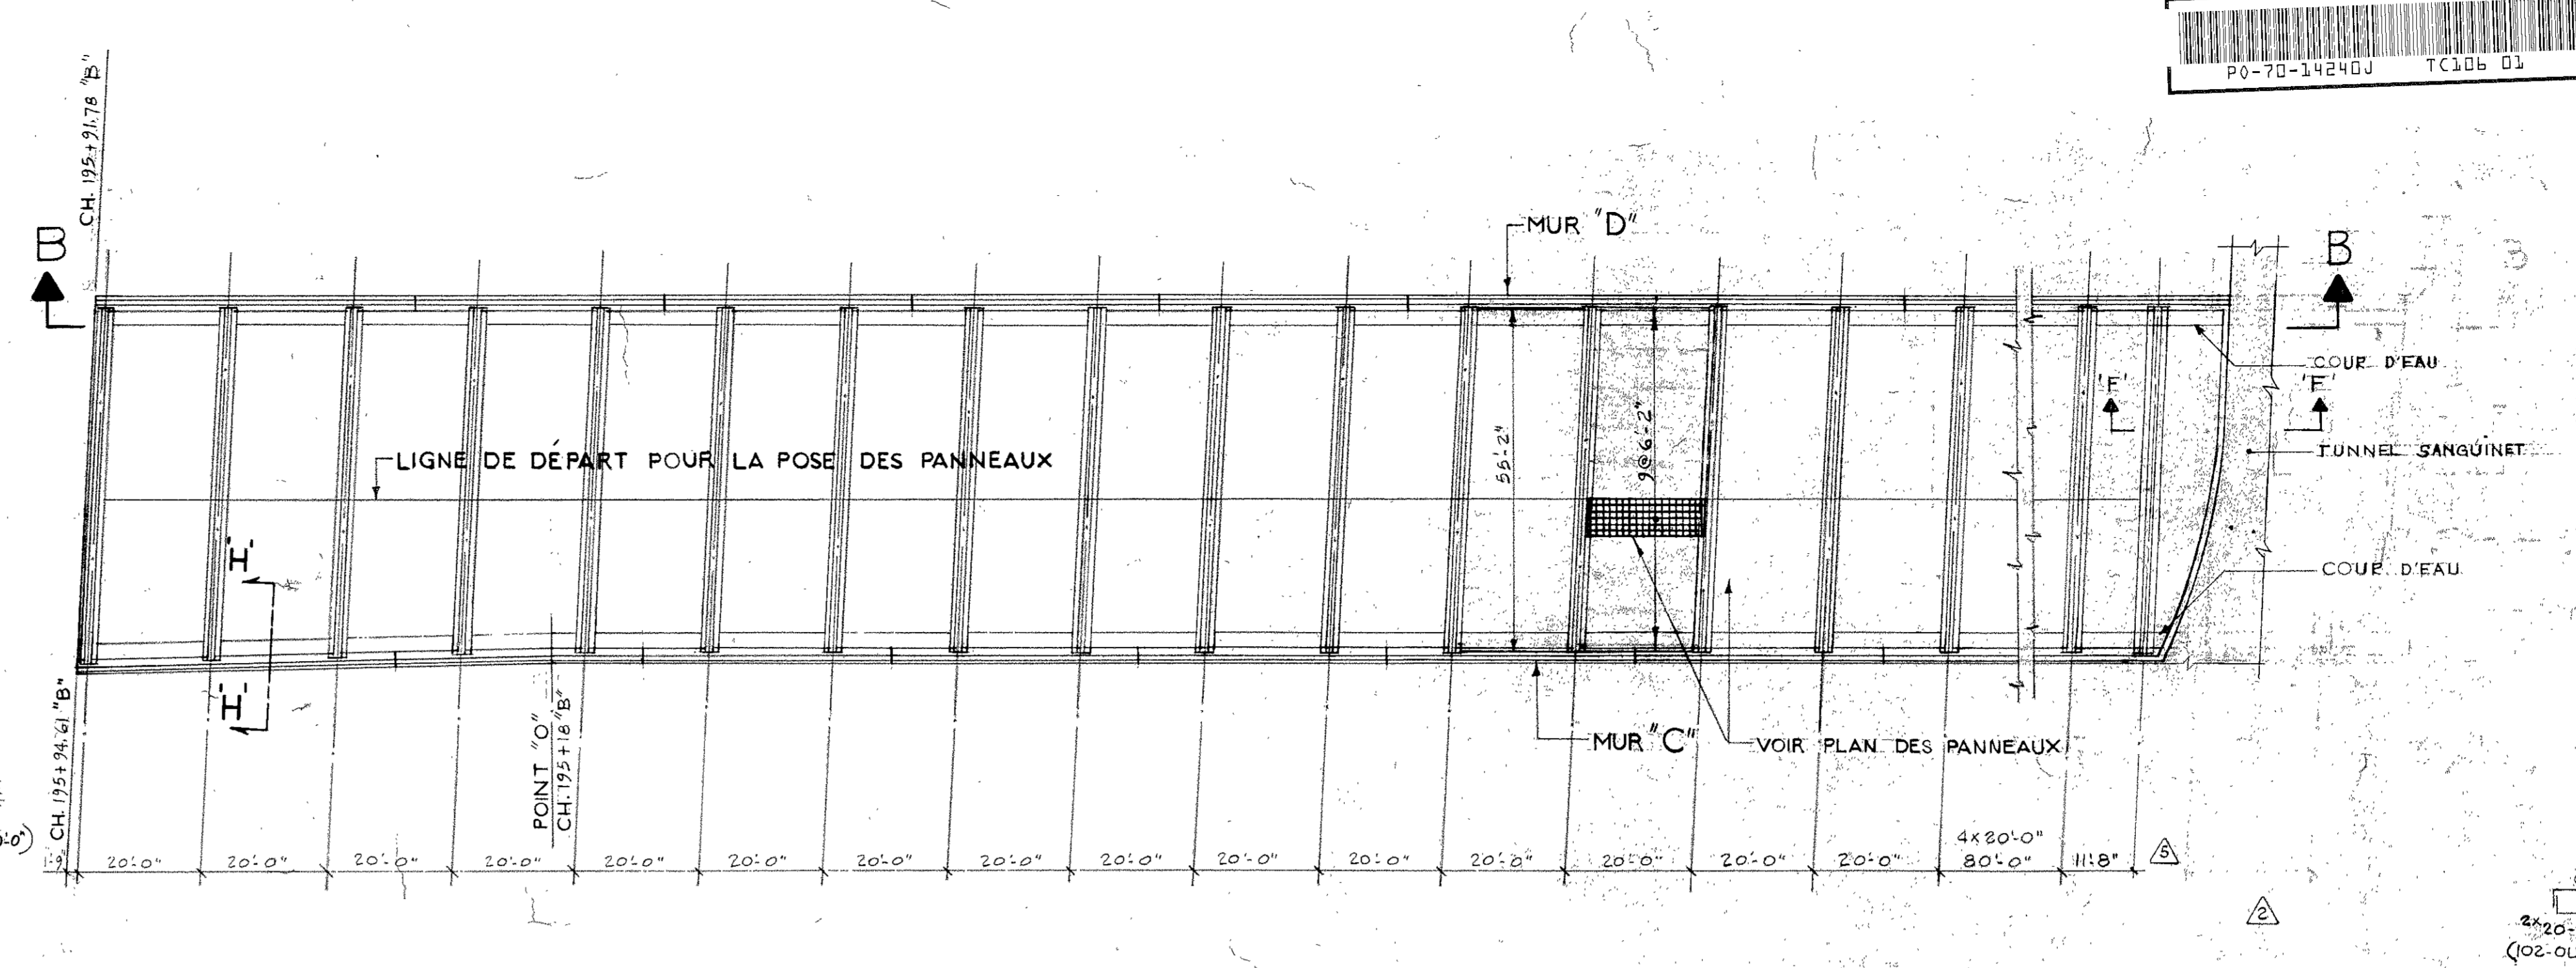 PO-70-14240J TC106 01
CH. 195+91.78 "B"
MUR "D"
B
B
COUP D'EAU
'F'
'F'
55'-2"
9@6'-2"
LIGNE DE DÉPART POUR LA POSE DES PANNEAUX
TUNNEL SANGUINET
'H'
COUP D'EAU
'H'
CH. 195+94.61 "B"
POINT "O"
CH. 195+18 "B"
MUR "C"
VOIR PLAN DES PANNEAUX
4x20'-0"
1'-9" 20'-0" 20'-0" 20'-0" 20'-0" 20'-0" 20'-0" 20'-0" 20'-0" 20'-0" 20'-0" 20'-0" 20'-0" 20'-0" 20'-0" 20'-0" 80'-0" 11'-8" 5
2
2x20-
(102-01